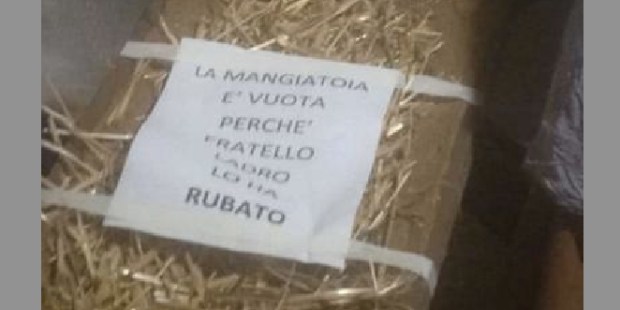 LA MANGIATOIA
E' VUOTA
PERCHE'
FRATELLO
LADRO
LO HA
RUBATO